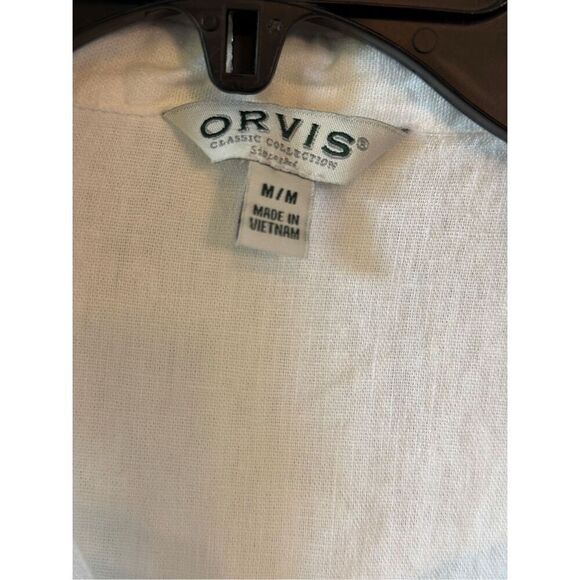 ORVIS®
CLASSIC COLLECTION
M/M
MADE IN
VIETNAM